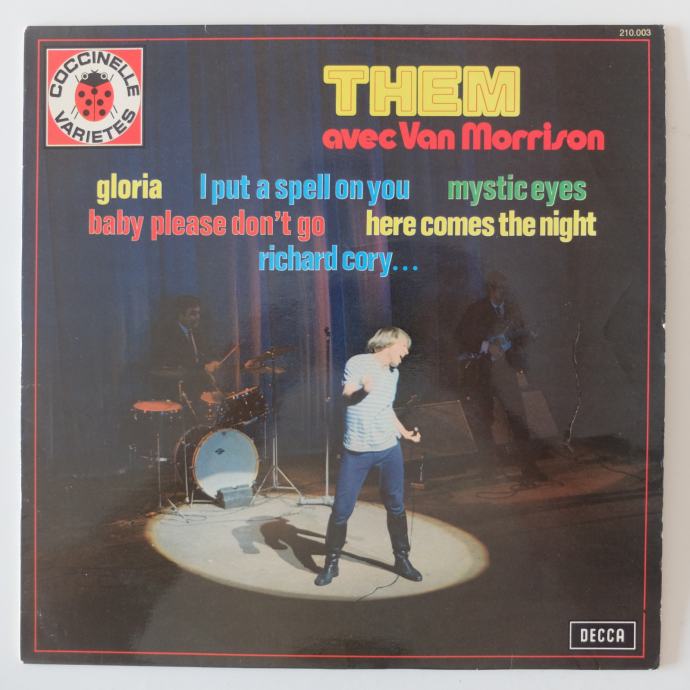 210.003
COCCINELLE
VARIETES
THEM
avec Van Morrison
gloria I put a spell on you mystic eyes
baby please don't go here comes the night
richard cory...
DECCA